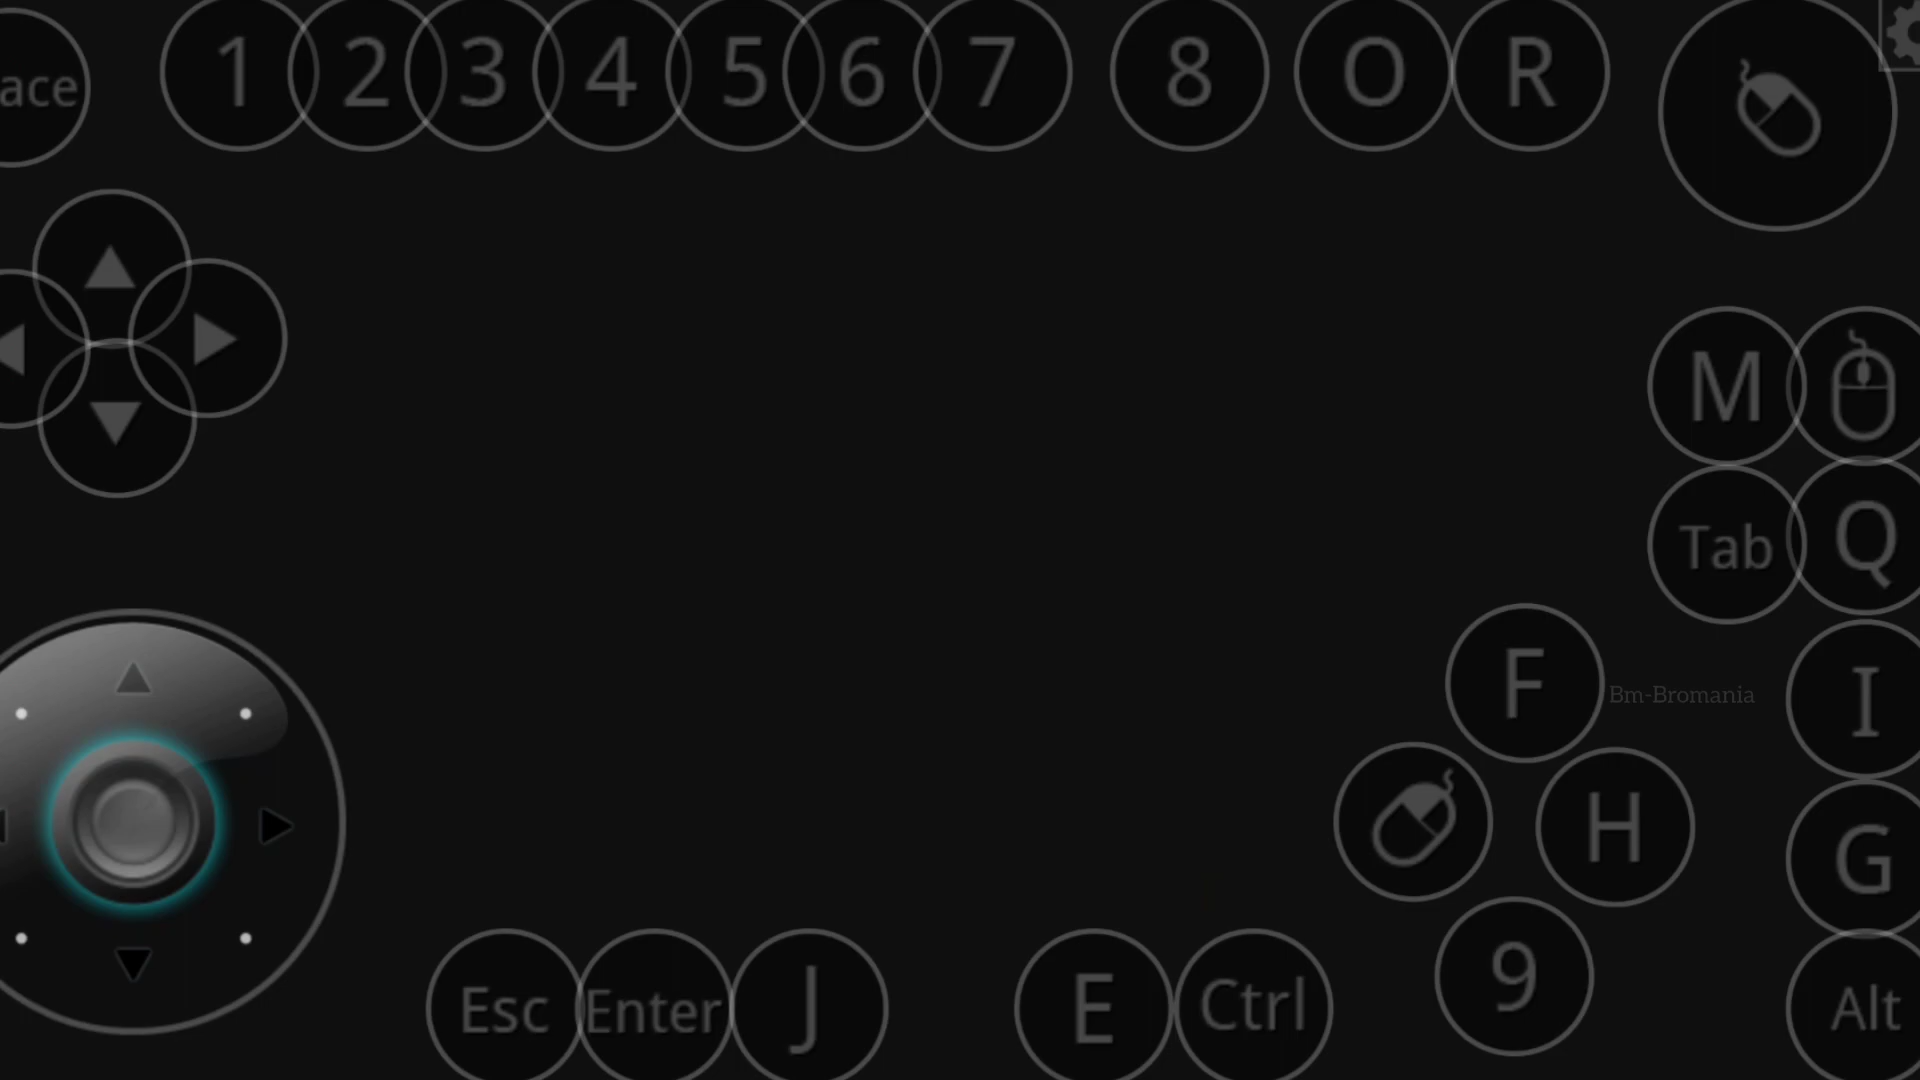 ace 1 2 3 4 5 6 7 8 O R
M
Tab Q
F Bm-Bromania I
H G
9
Esc Enter J E Ctrl Alt